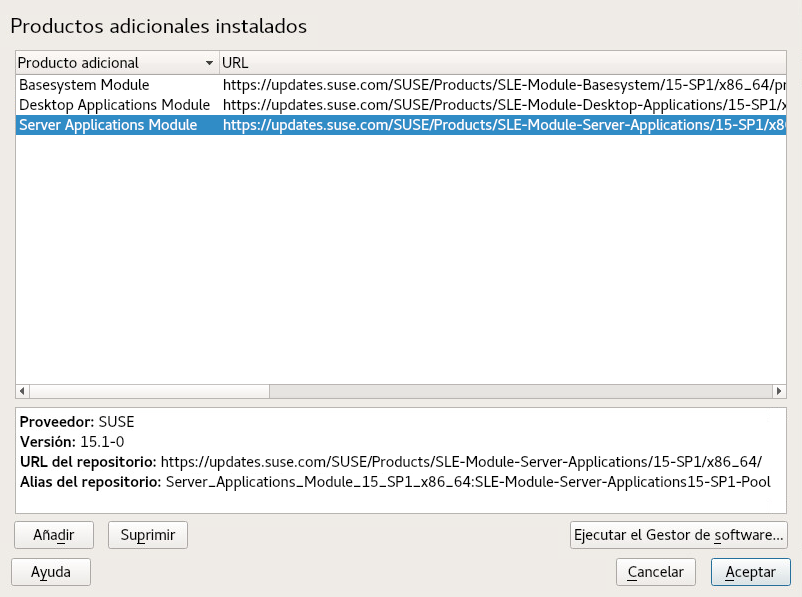 Productos adicionales instalados
Producto adicional URL
Basesystem Module https://updates.suse.com/SUSE/Products/SLE-Module-Basesystem/15-SP1/x86_64/pr
Desktop Applications Module https://updates.suse.com/SUSE/Products/SLE-Module-Desktop-Applications/15-SP1/x
Server Applications Module https://updates.suse.com/SUSE/Products/SLE-Module-Server-Applications/15-SP1/x86
Proveedor: SUSE
Versión: 15.1-0
URL del repositorio: https://updates.suse.com/SUSE/Products/SLE-Module-Server-Applications/15-SP1/x86_64/
Alias del repositorio: Server_Applications_Module_15_SP1_x86_64:SLE-Module-Server-Applications15-SP1-Pool
Añadir Suprimir Ejecutar el Gestor de software...
Ayuda Cancelar Aceptar